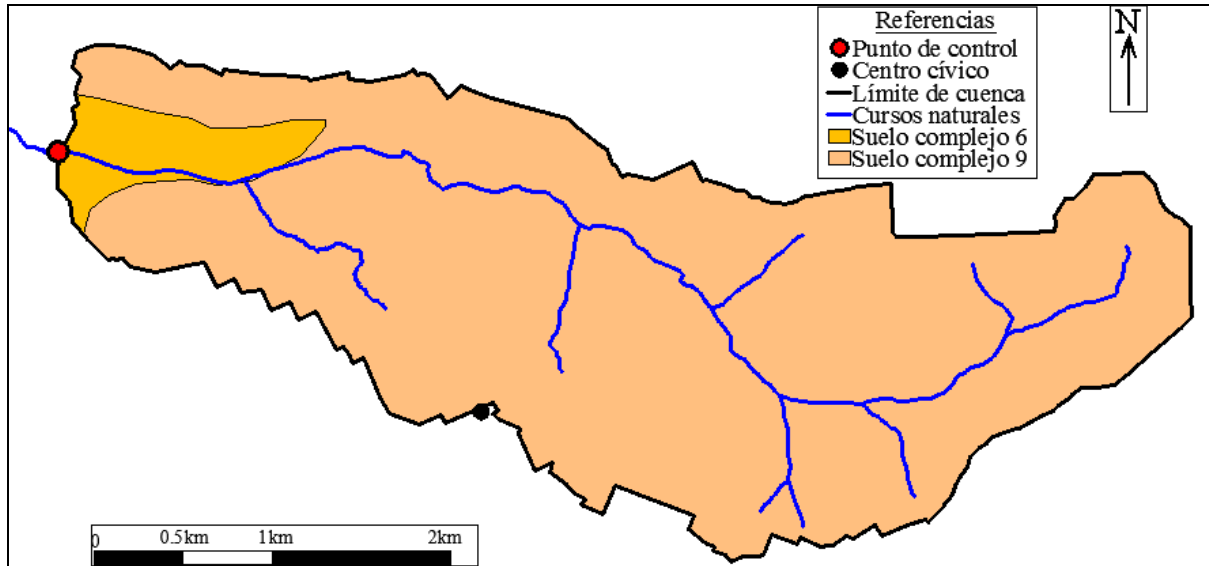 Referencias
Punto de control
Centro cívico
Límite de cuenca
Cursos naturales
Suelo complejo 6
Suelo complejo 9
N
0 0.5km 1km 2km